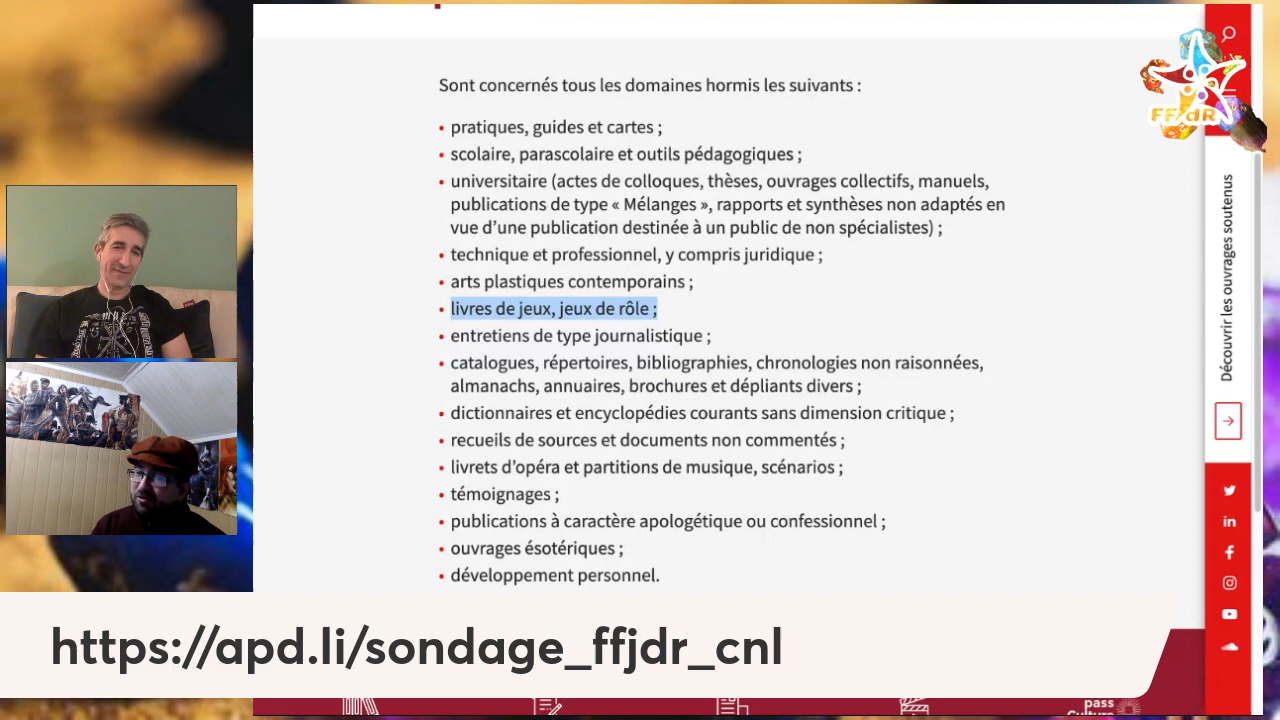 Sont concernés tous les domaines hormis les suivants :
• pratiques, guides et cartes ;
• scolaire, parascolaire et outils pédagogiques ;
• universitaire (actes de colloques, thèses, ouvrages collectifs, manuels,
publications de type « Mélanges », rapports et synthèses non adaptés en
vue d’une publication destinée à un public de non spécialistes) ;
• technique et professionnel, y compris juridique ;
• arts plastiques contemporains ;
• livres de jeux, jeux de rôle ;
• entretiens de type journalistique ;
• catalogues, répertoires, bibliographies, chronologies non raisonnées,
almanachs, annuaires, brochures et dépliants divers ;
• dictionnaires et encyclopédies courants sans dimension critique ;
• recueils de sources et documents non commentés ;
• livrets d’opéra et partitions de musique, scénarios ;
• témoignages ;
• publications à caractère apologétique ou confessionnel ;
• ouvrages ésotériques ;
• développement personnel.
FFJdR
Découvrir les ouvrages soutenus
https://apd.li/sondage_ffjdr_cnl
pass
Culture